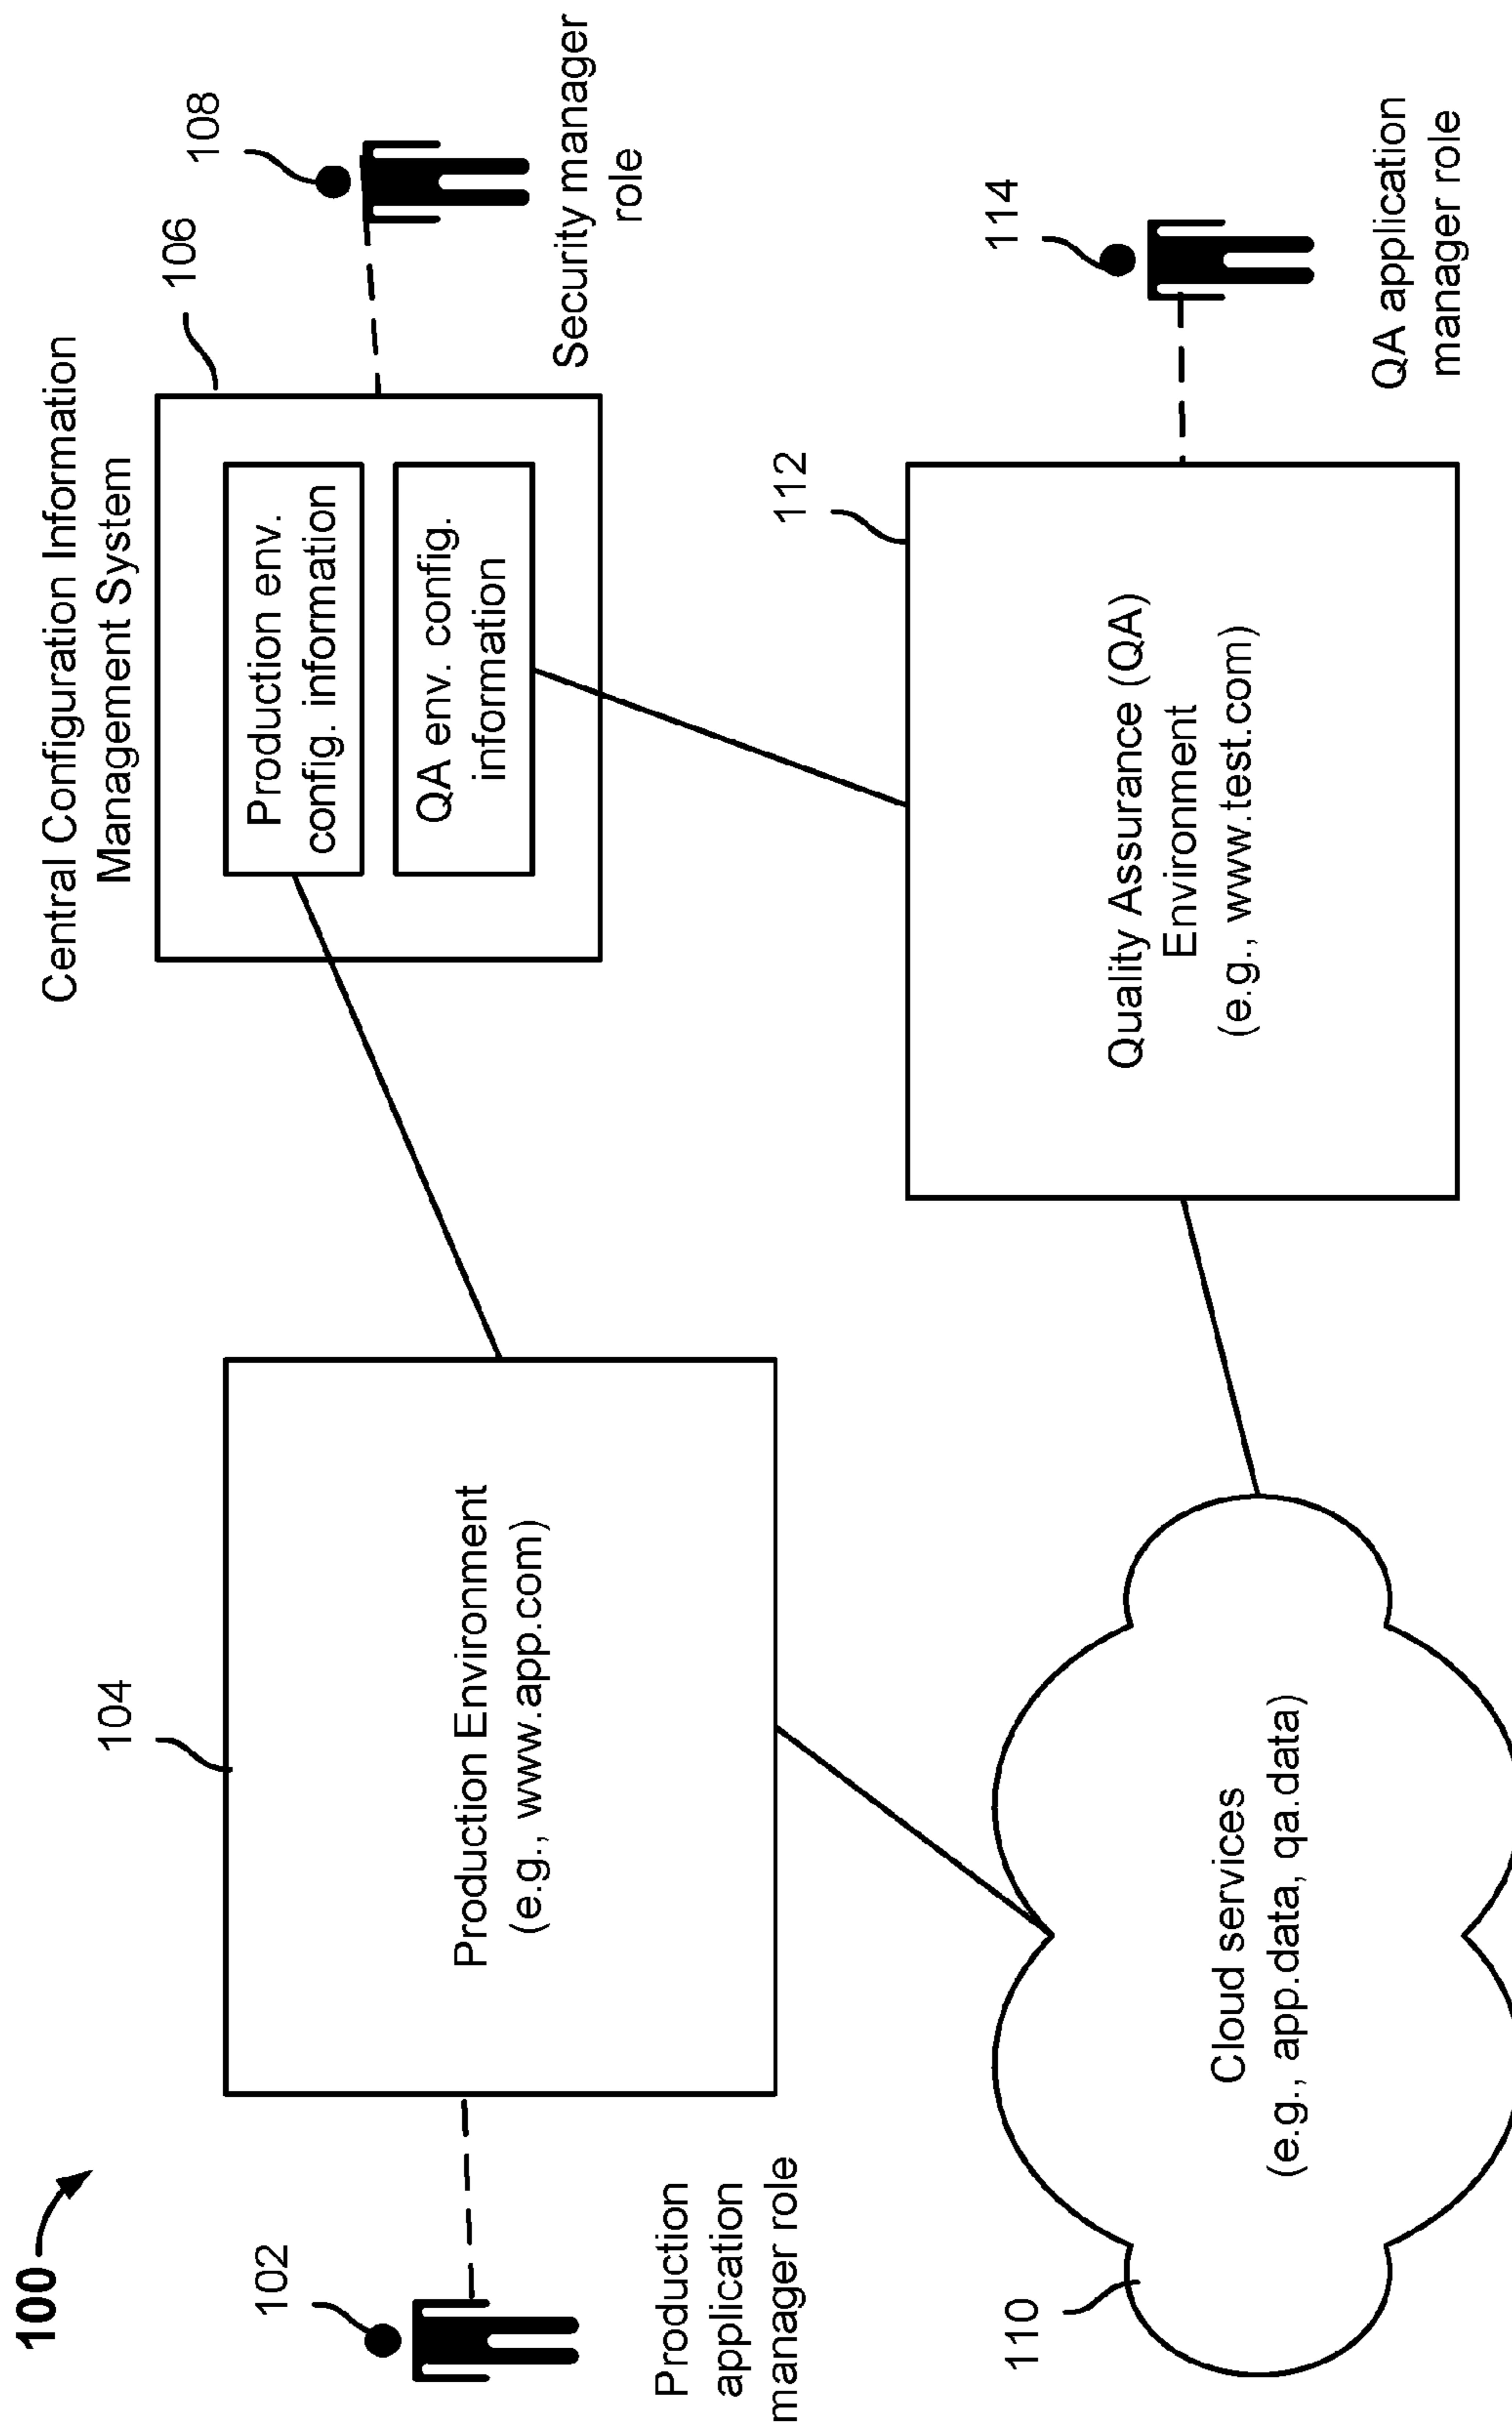 100
Central Configuration Information
Management System
106
108
Production env.
config. information
QA env. config.
information
Security manager
role
104
Production Environment
(e.g., www.app.com)
102
Production
application
manager role
112
Quality Assurance (QA)
Environment
(e.g., www.test.com)
114
QA application
manager role
110
Cloud services
(e.g., app.data, qa.data)